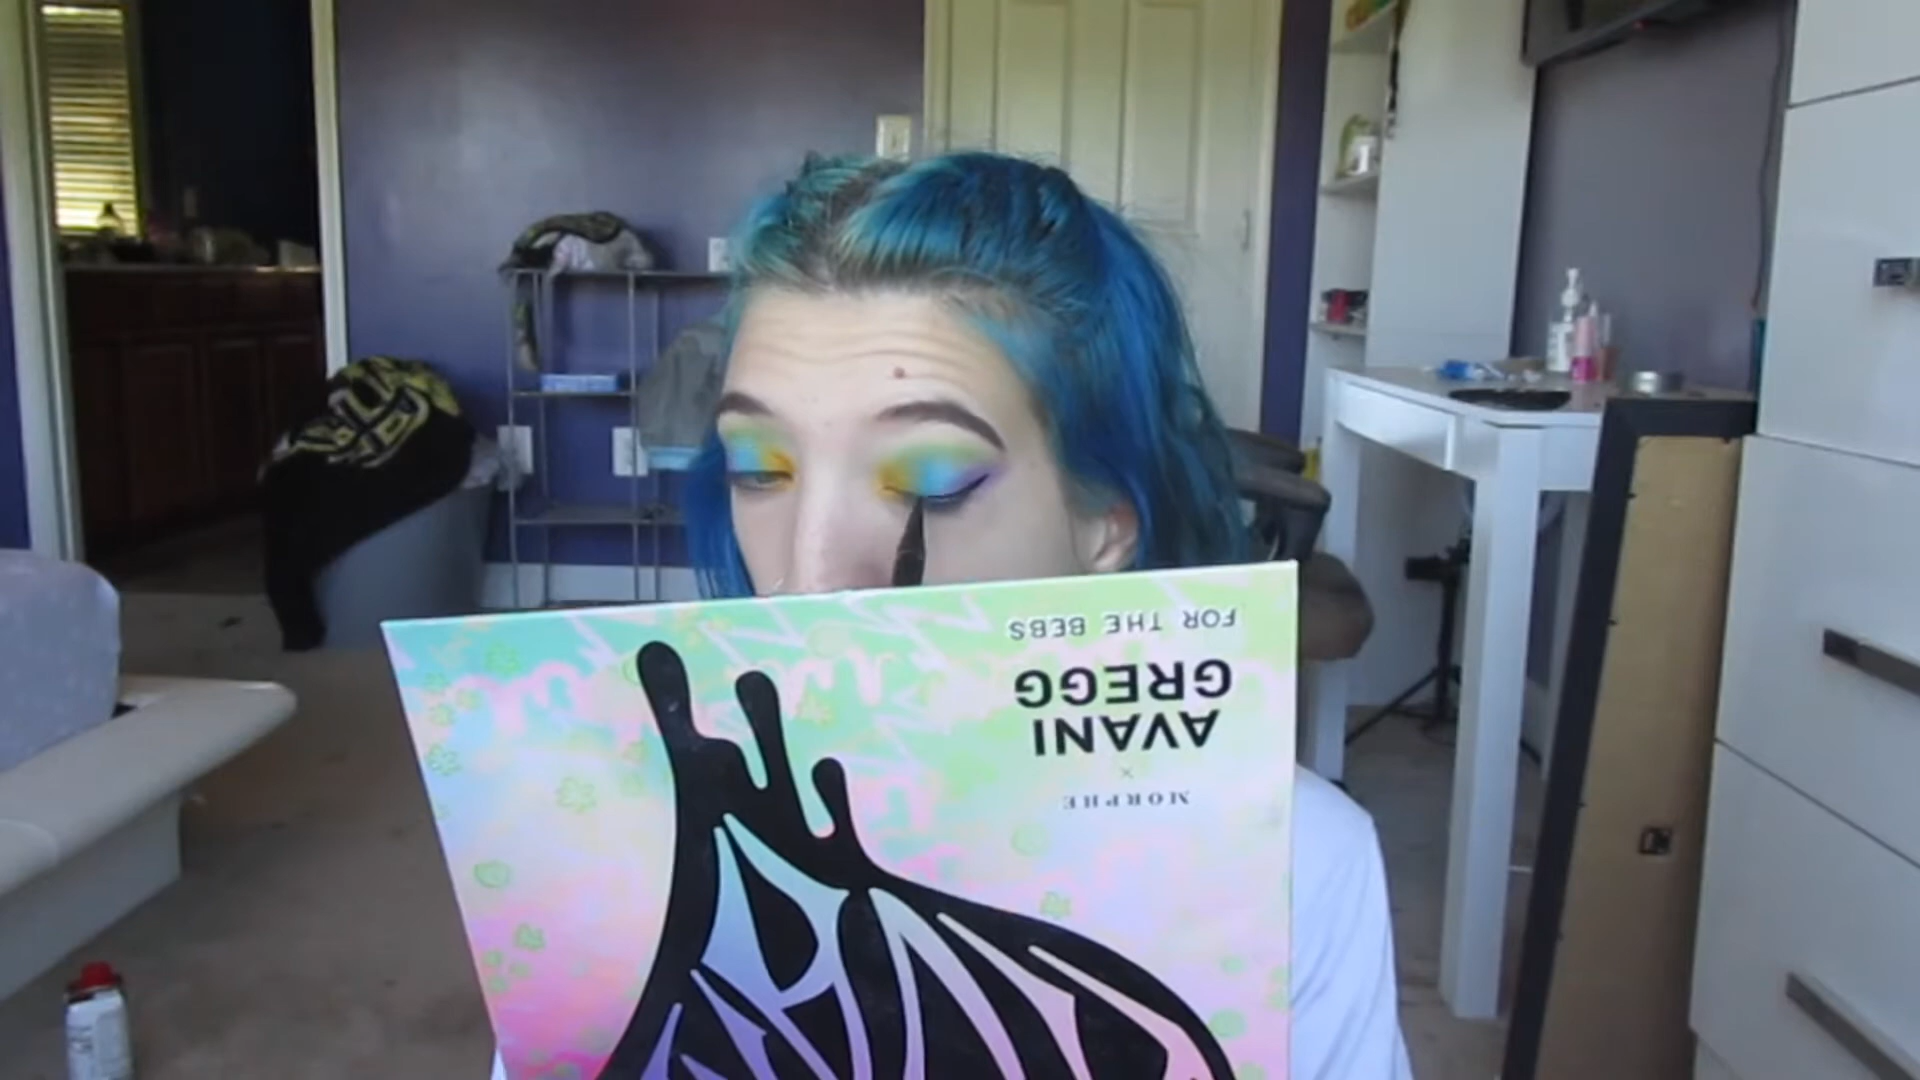 MORPHE
×
AVANI
GREGG
FOR THE BEBS